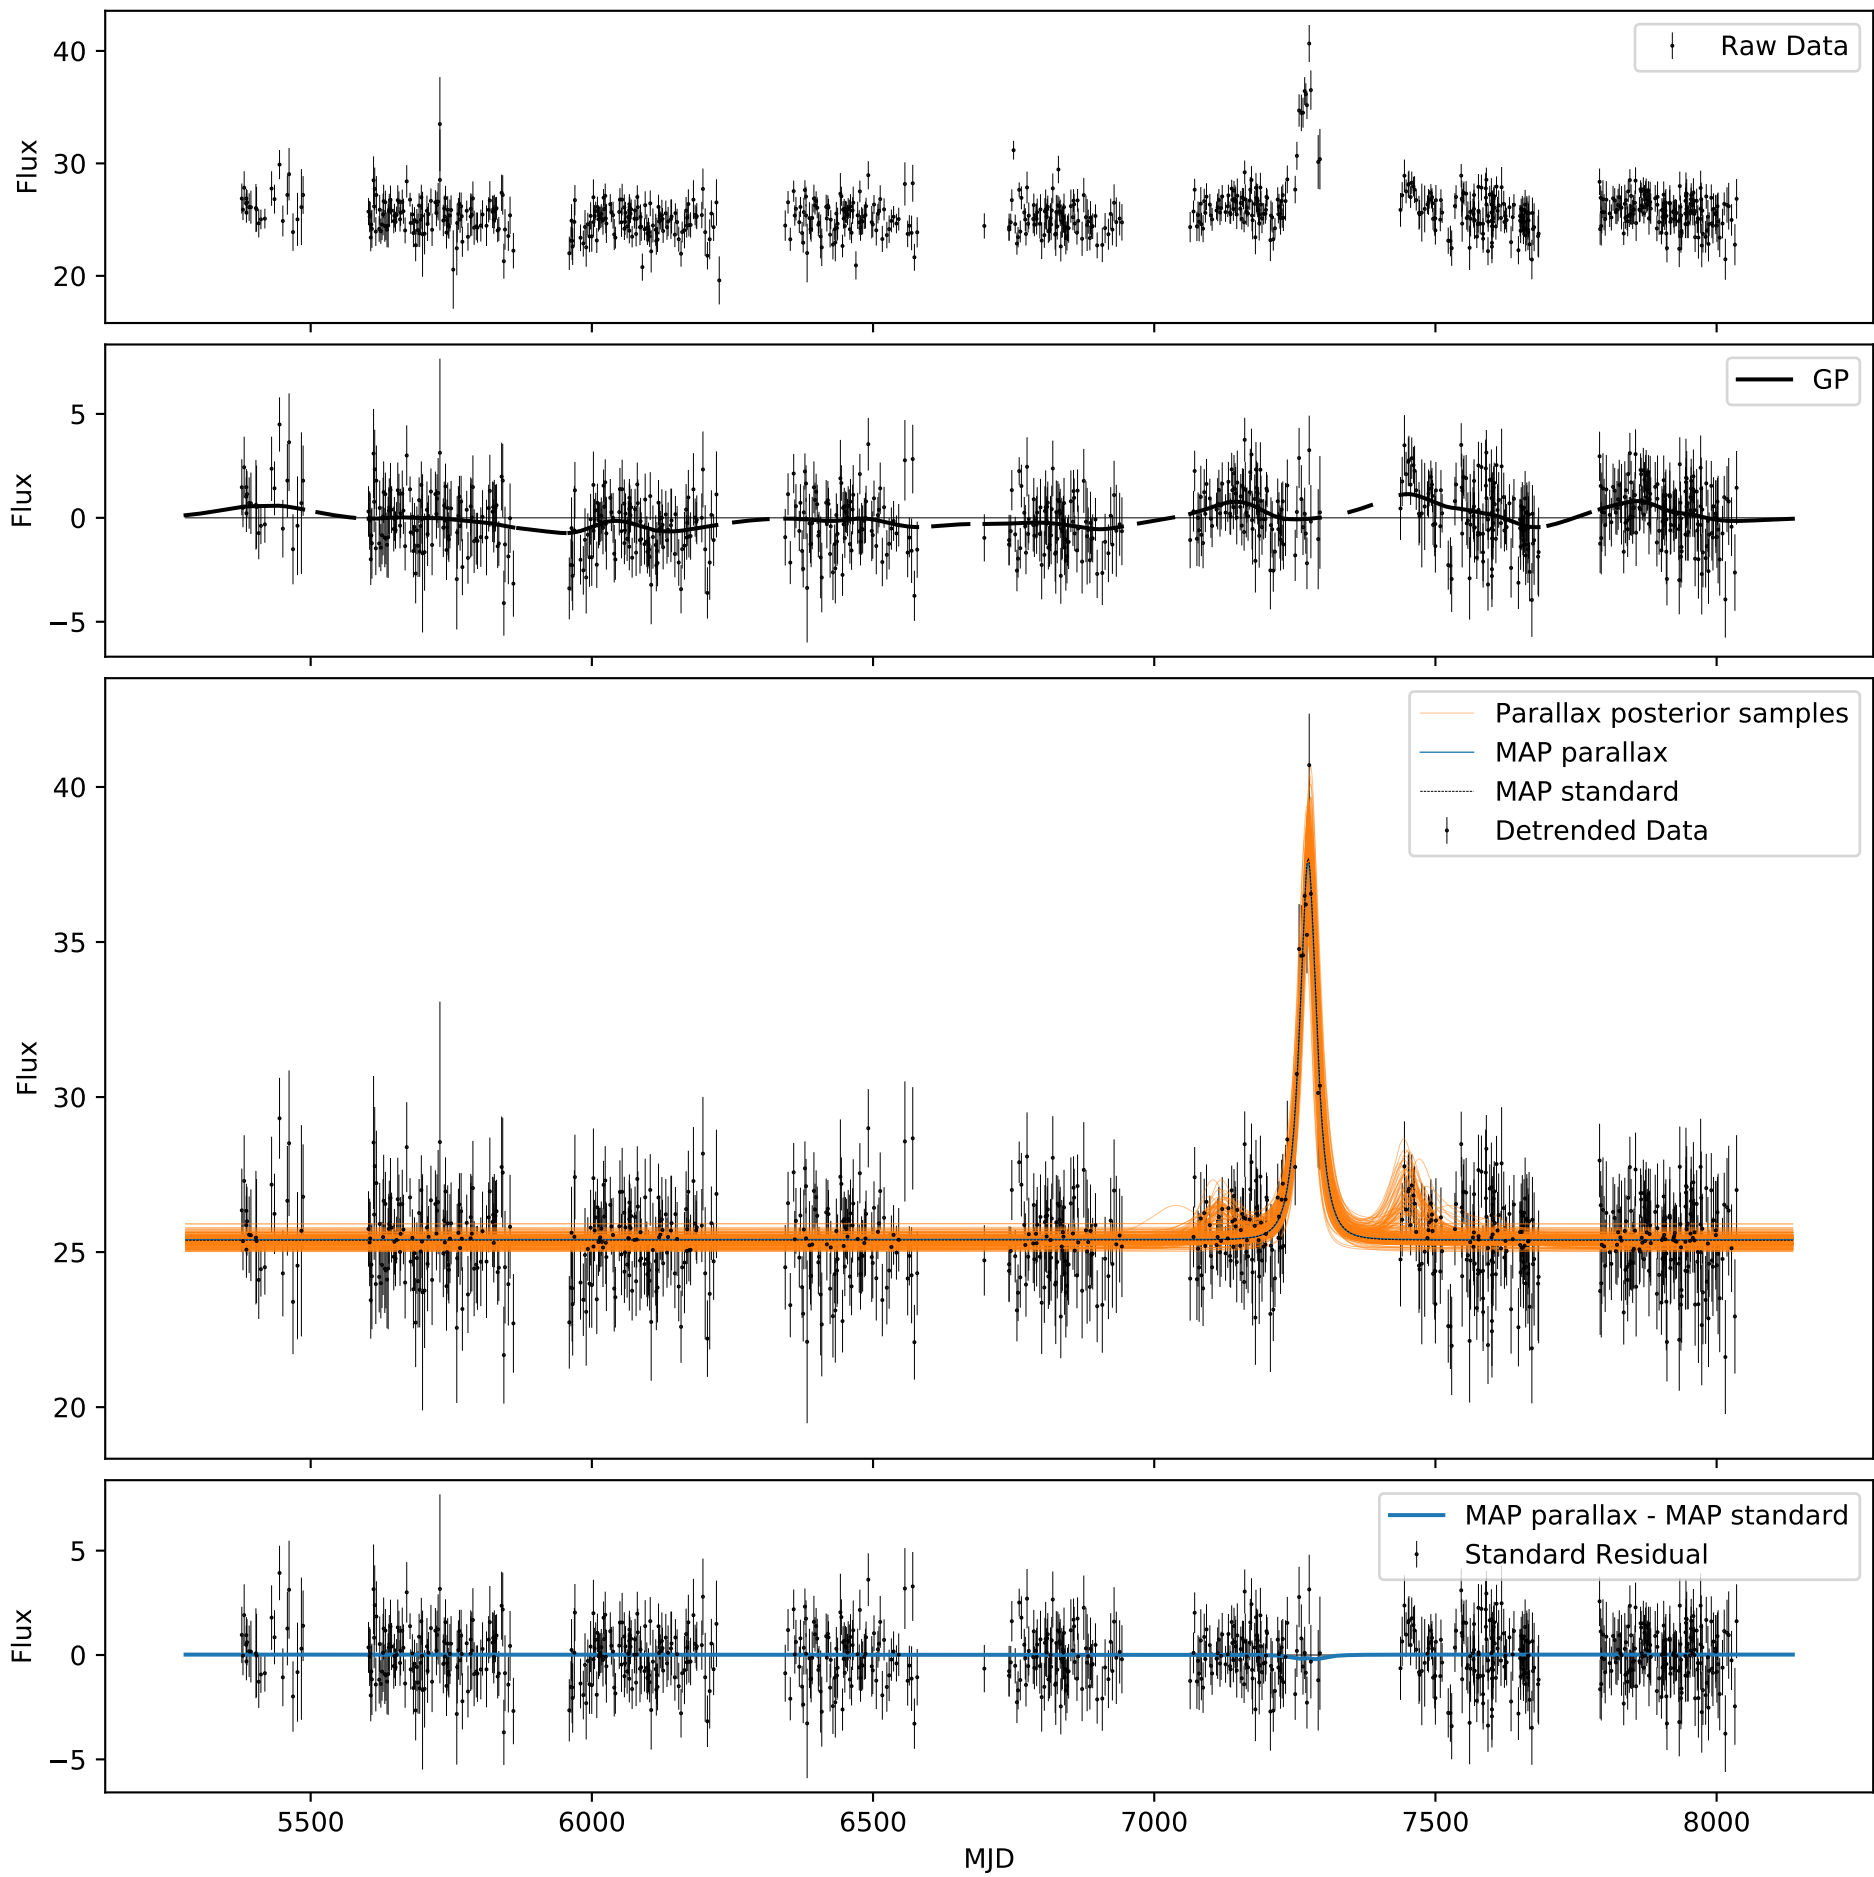 40
30
20
Flux
Raw Data
5
0
−5
Flux
GP
40
35
30
25
20
Flux
Parallax posterior samples
MAP parallax
MAP standard
Detrended Data
5
0
−5
Flux
MAP parallax - MAP standard
Standard Residual
5500
6000
6500
7000
7500
8000
MJD